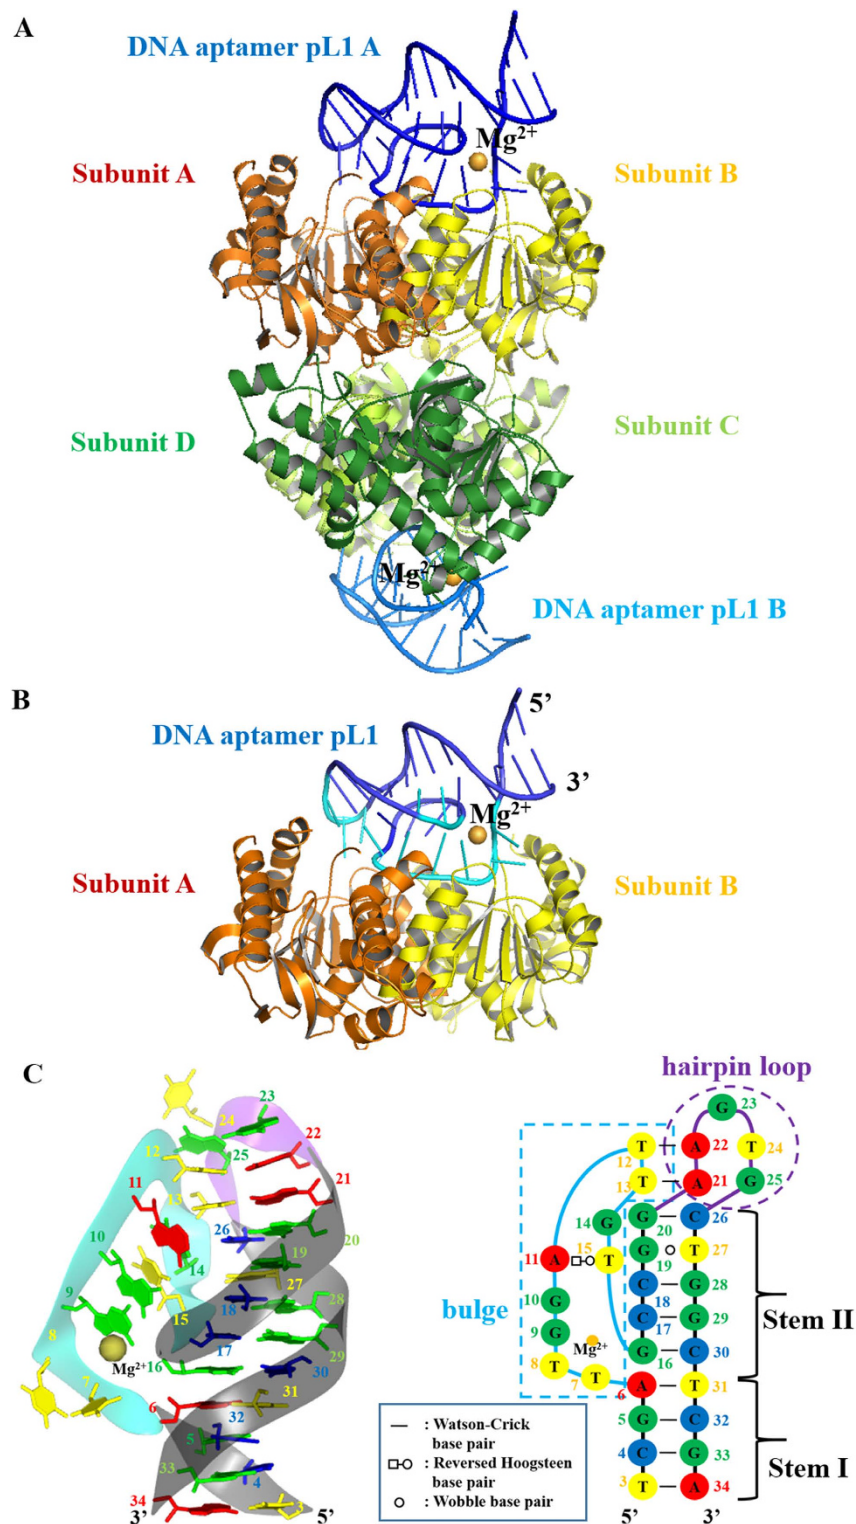 A
DNA aptamer pL1 A
Mg2+
Subunit A
Subunit B
Subunit D
Subunit C
Mg2+
DNA aptamer pL1 B
B
5’
DNA aptamer pL1
3’
Mg2+
Subunit A
Subunit B
C
23
24
25
22
12
21
11
13
26
20
10
19
14
27
9
18
28
15
8
17
29
Mg2+
16
30
7
31
6
32
5
33
4
34
3
3’
5’
hairpin loop
G 23
T 12
A 22
T 24
T 13
A 21
G 25
14 G
G 20
C 26
A 11
15 T
G 19
T 27
10 G
C 18
G 28
bulge
9 G
C 17
G 29
Stem II
Mg2+
8 T
G 16
C 30
T 7
A 6
T 31
5 G
C 32
4 C
G 33
Stem I
3 T
A 34
5’
3’
: Watson-Crick
base pair
: Reversed Hoogsteen
base pair
: Wobble base pair